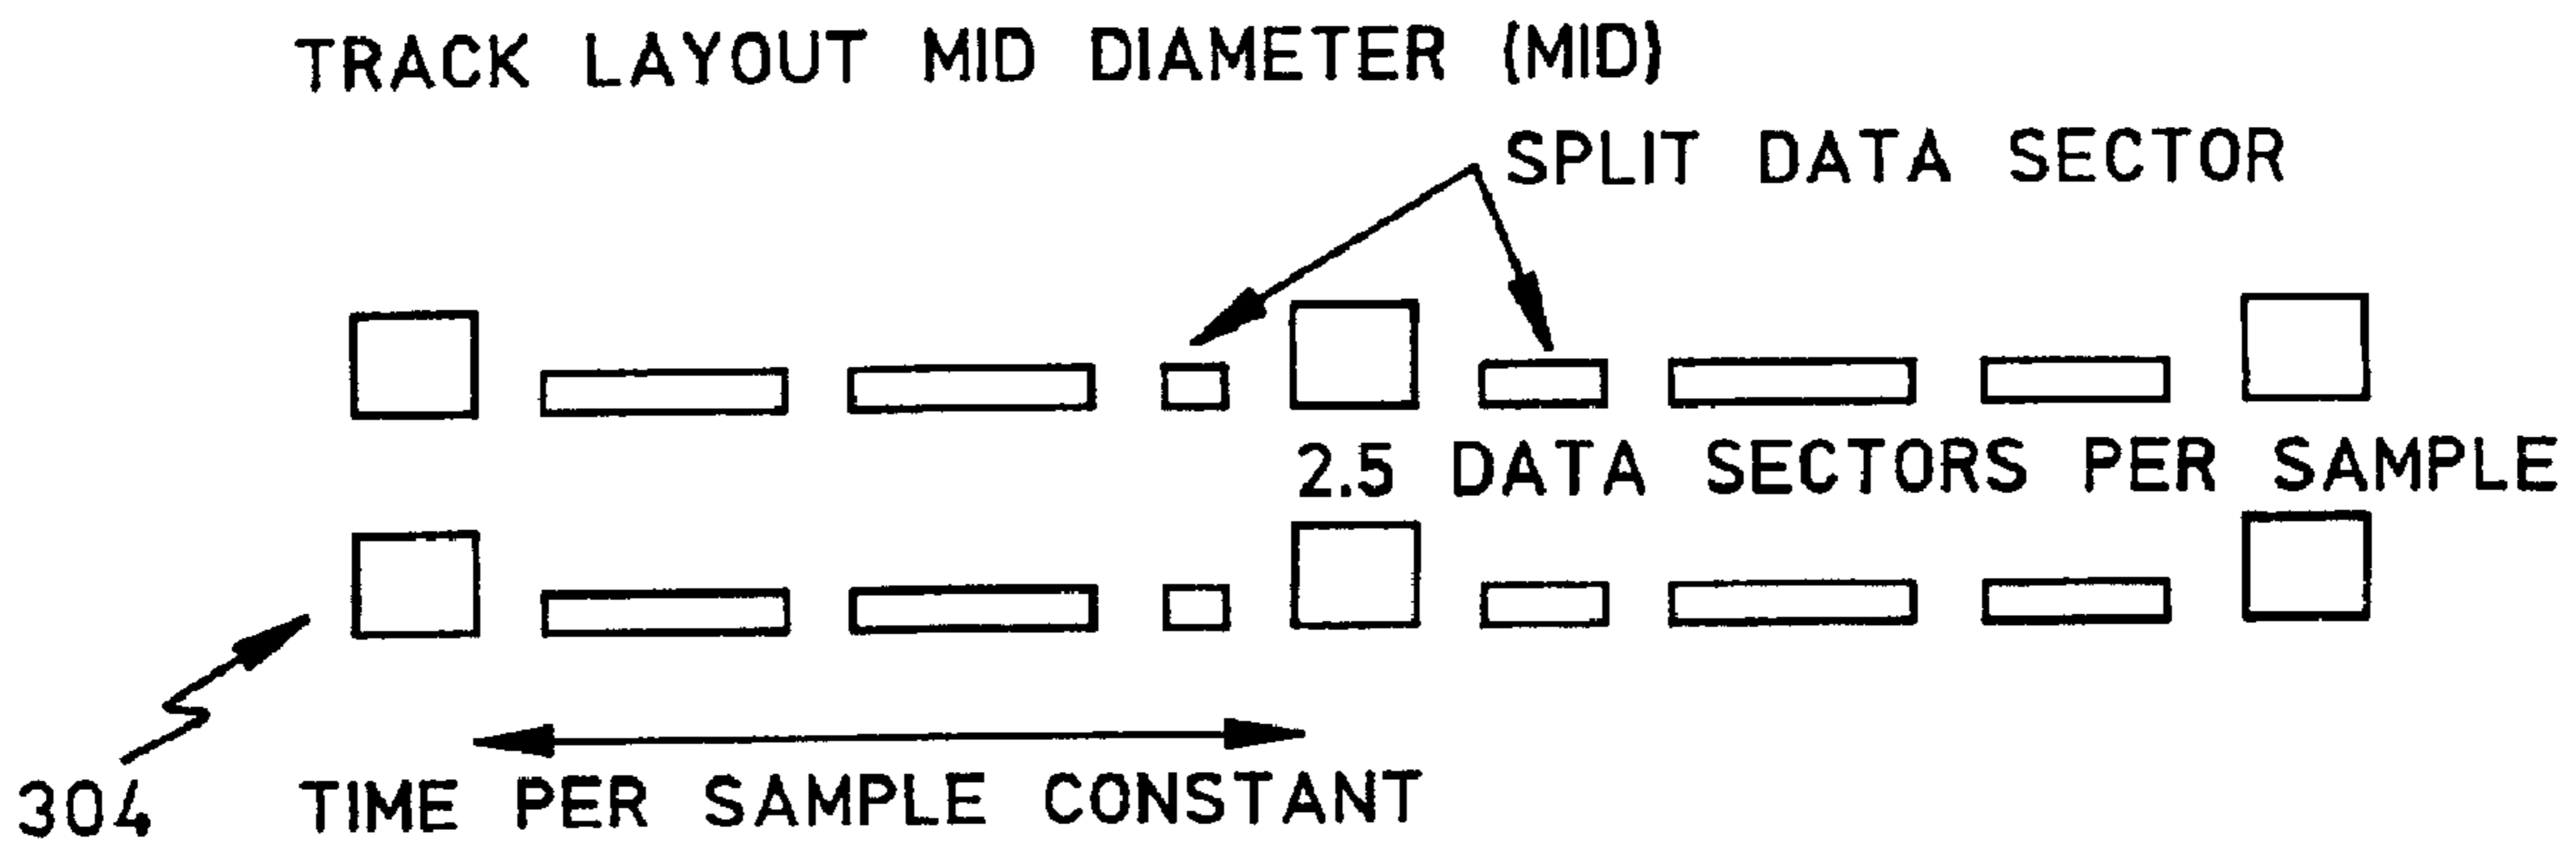 TRACK LAYOUT MID DIAMETER (MID)
SPLIT DATA SECTOR
2.5 DATA SECTORS PER SAMPLE
304
TIME PER SAMPLE CONSTANT